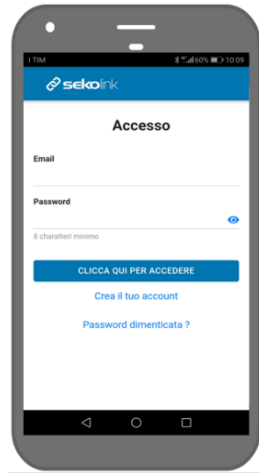 I TIM 60% 10:09
sekolink
Accesso
Email
Password
8 charatteri minimo
CLICCA QUI PER ACCEDERE
Crea il tuo account
Password dimenticata ?